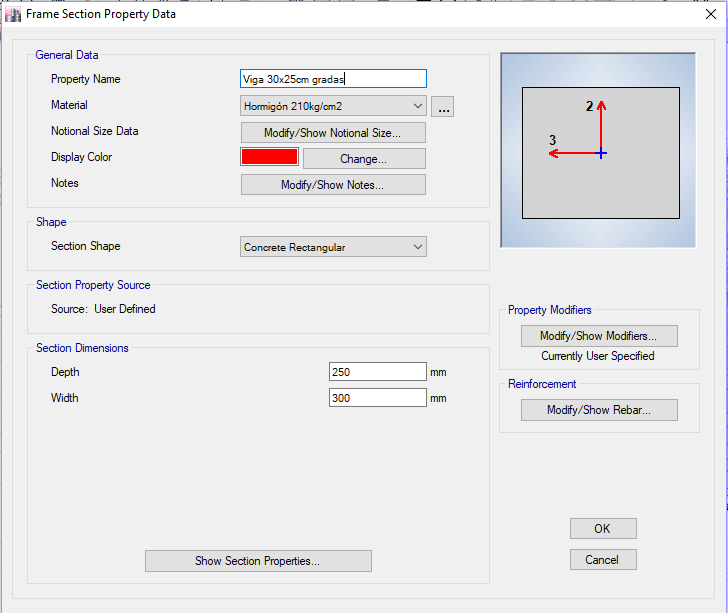 Frame Section Property Data
General Data
Property Name Viga 30x25cm gradas
Material Hormigón 210kg/cm2 ...
Notional Size Data Modify/Show Notional Size...
Display Color Change...
Notes Modify/Show Notes...
Shape
Section Shape Concrete Rectangular
Section Property Source
Source: User Defined
Section Dimensions
Depth 250 mm
Width 300 mm
Show Section Properties...
2
3
Property Modifiers
Modify/Show Modifiers...
Currently User Specified
Reinforcement
Modify/Show Rebar...
OK
Cancel